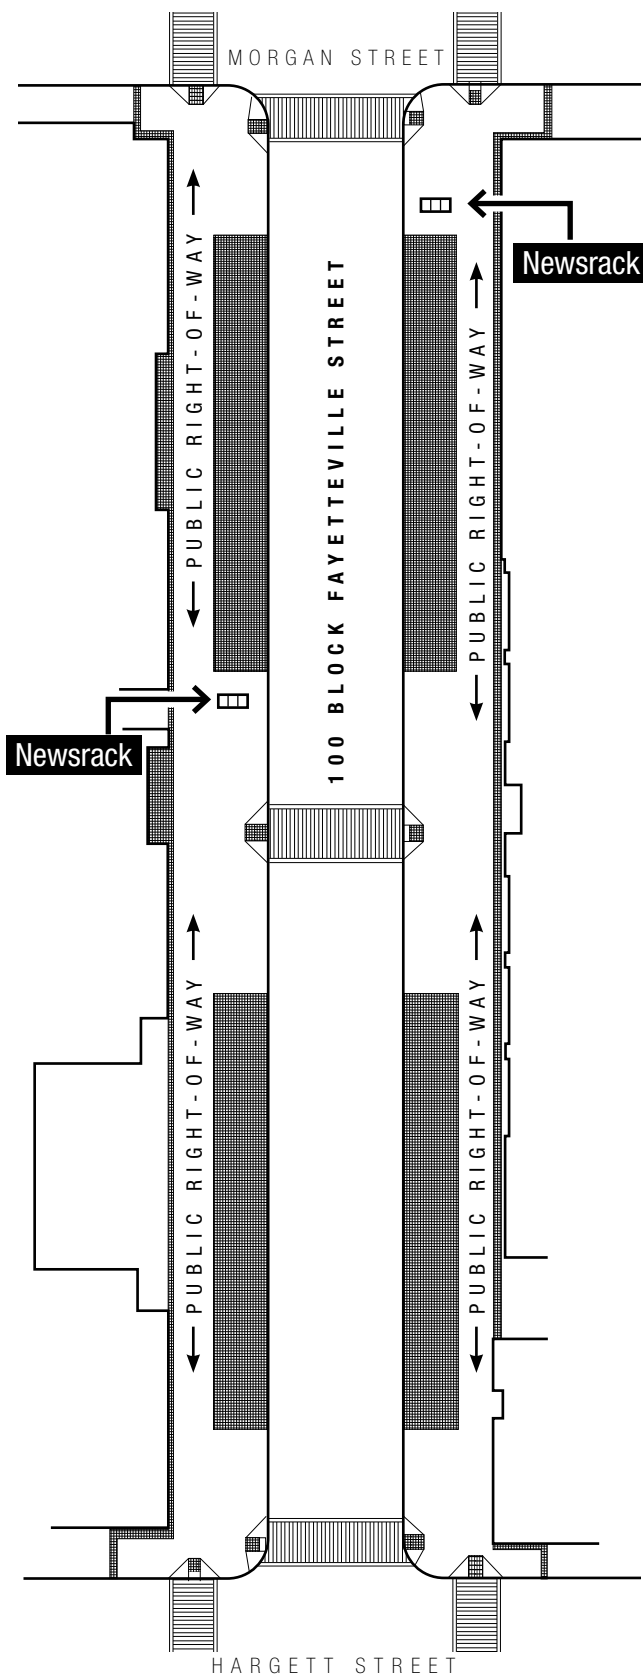 MORGAN STREET
Newsrack
PUBLIC RIGHT-OF-WAY
100 BLOCK FAYETTEVILLE STREET
PUBLIC RIGHT-OF-WAY
Newsrack
PUBLIC RIGHT-OF-WAY
PUBLIC RIGHT-OF-WAY
HARGETT STREET